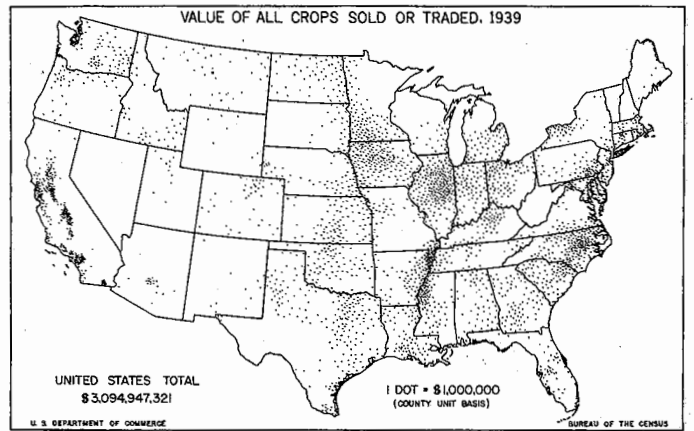 VALUE OF ALL CROPS SOLD OR TRADED, 1939
UNITED STATES TOTAL
$3,094,947,321
1 DOT = $1,000,000
(COUNTY UNIT BASIS)
U. S. DEPARTMENT OF COMMERCE
BUREAU OF THE CENSUS